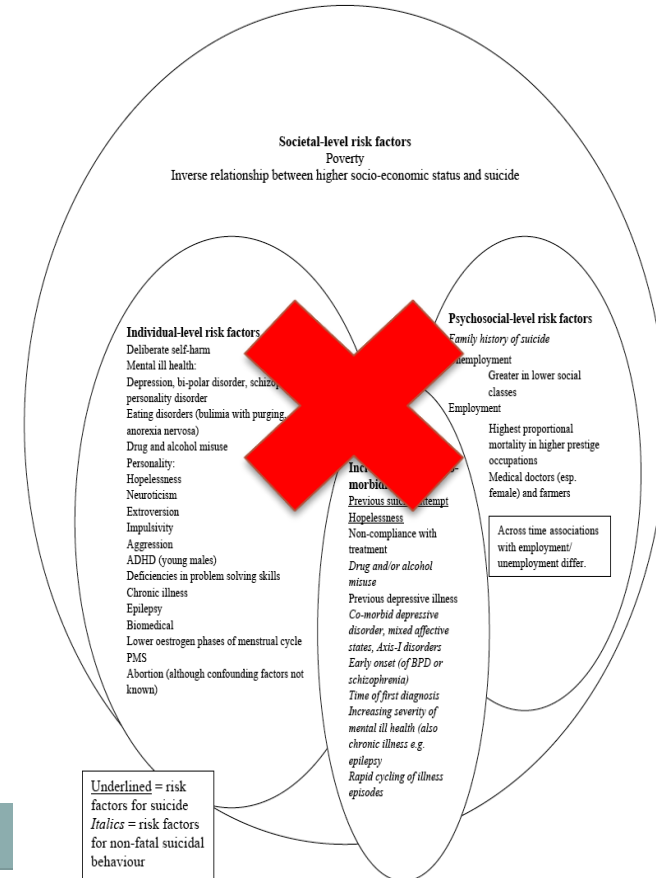 Societal-level risk factors
Poverty
Inverse relationship between higher socio-economic status and suicide
Individual-level risk factors
Deliberate self-harm
Mental ill health:
Depression, bi-polar disorder,
personality disorder
Eating disorders (bulimia with purging,
anorexia nervosa)
Drug and alcohol misuse
Personality:
Hopelessness
Neuroticism
Extroversion
Impulsivity
Aggression
ADHD (young males)
Deficiencies in problem solving skills
Chronic illness
Epilepsy
Biomedical
Lower oestrogen phases of menstrual cycle
PMS
Abortion (although confounding factors not
known)
Psychosocial-level risk factors
Family history of suicide
Unemployment
Greater in lower social
classes
Employment
Highest proportional
mortality in higher prestige
occupations
Medical doctors (esp.
female) and farmers
Across time associations
with employment/
unemployment differ.
Previous
Hopelessness
Non-compliance with
treatment
Drug and/or alcohol
misuse
Previous depressive illness
Co-morbid depressive
disorder, mixed affective
states, Axis-I disorders
Early onset (of BPD or
schizophrenia)
Time of first diagnosis
Increasing severity of
mental ill health (also
chronic illness e.g.
epilepsy
Rapid cycling of illness
episodes
Underlined = risk
factors for suicide
Italics = risk factors
for non-fatal suicidal
behaviour